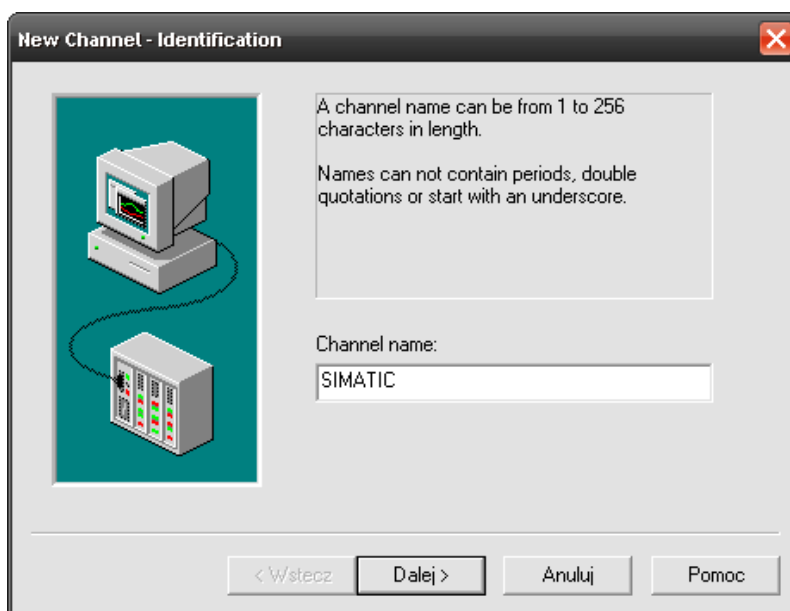 New Channel - Identification
A channel name can be from 1 to 256
characters in length.
Names can not contain periods, double
quotations or start with an underscore.
Channel name:
SIMATIC
< Wstecz
Dalej >
Anuluj
Pomoc